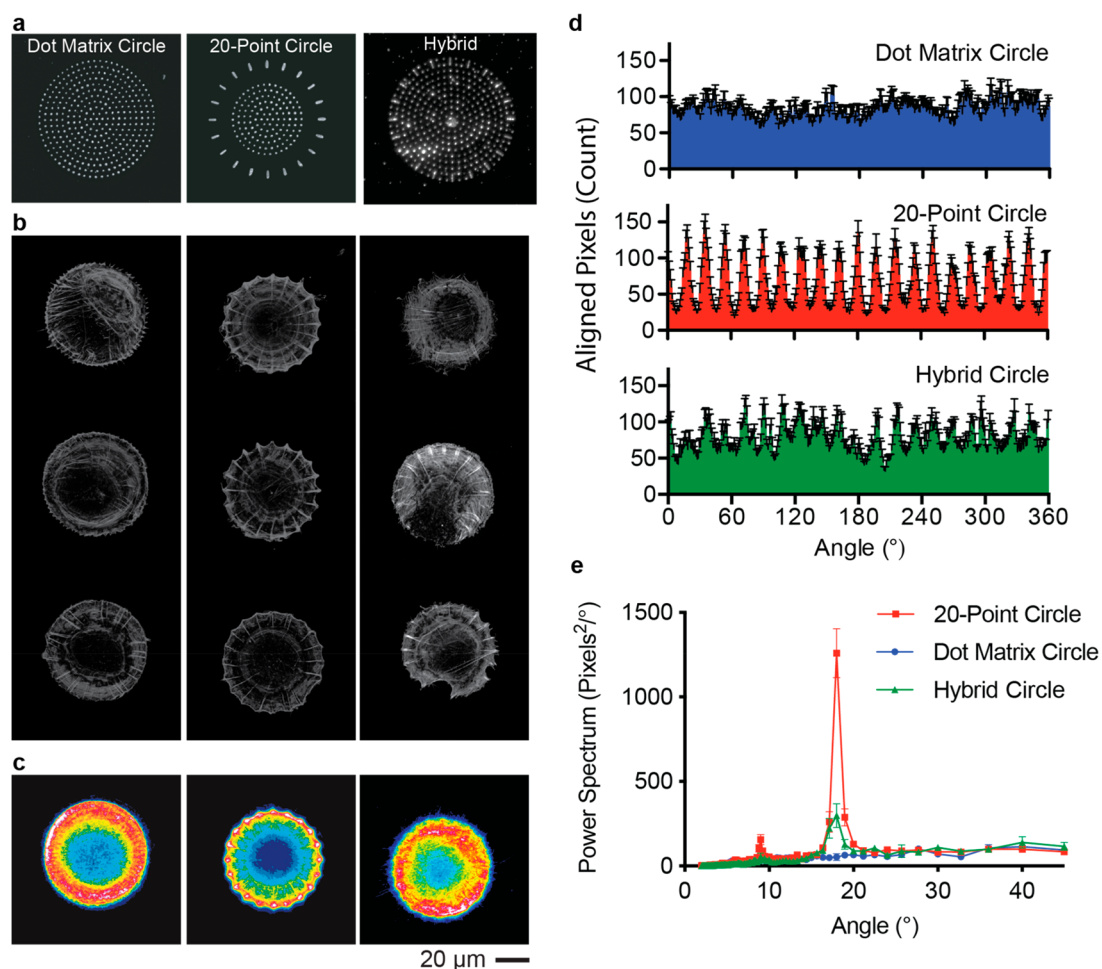 a
Dot Matrix Circle
20-Point Circle
Hybrid
b
c
20 µm
d
Aligned Pixels (Count)
Dot Matrix Circle
150
100
50
0
20-Point Circle
150
100
50
0
Hybrid Circle
150
100
50
0
0 60 120 180 240 300 360
Angle (°)
e
Power Spectrum (Pixels²/°)
1500
1000
500
0
20-Point Circle
Dot Matrix Circle
Hybrid Circle
0 10 20 30 40
Angle (°)